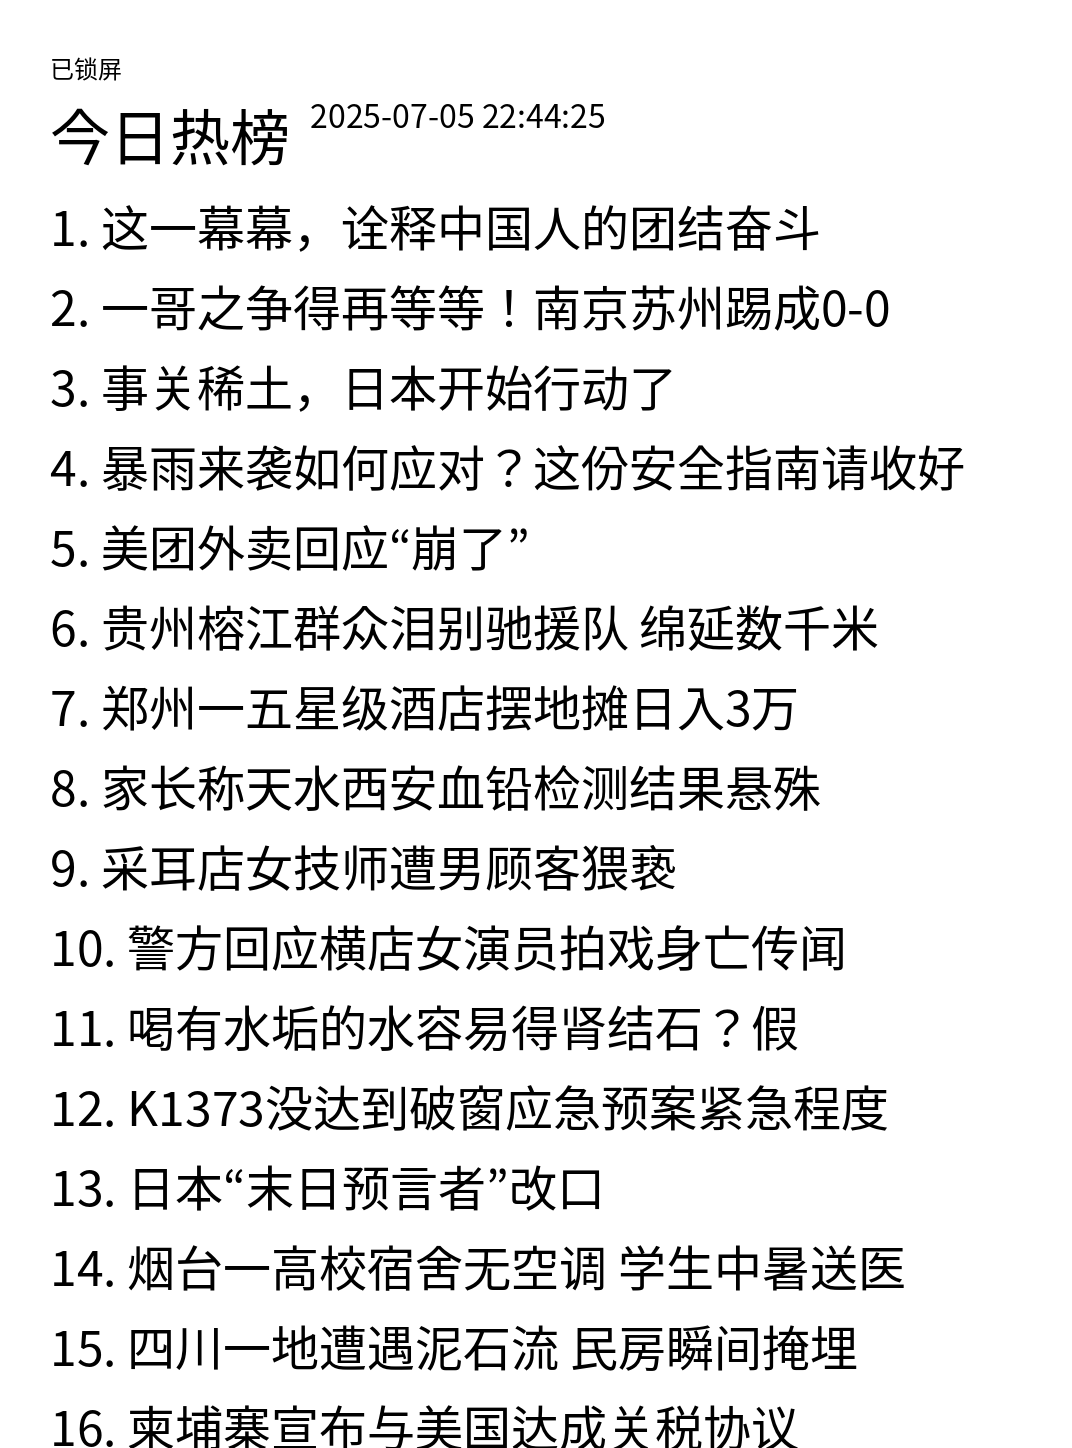 已锁屏
今日热榜 2025-07-05 22:44:25
1. 这一幕幕，诠释中国人的团结奋斗
2. 一哥之争得再等等！南京苏州踢成0-0
3. 事关稀土，日本开始行动了
4. 暴雨来袭如何应对？这份安全指南请收好
5. 美团外卖回应“崩了”
6. 贵州榕江群众泪别驰援队 绵延数千米
7. 郑州一五星级酒店摆地摊日入3万
8. 家长称天水西安血铅检测结果悬殊
9. 采耳店女技师遭男顾客猥亵
10. 警方回应横店女演员拍戏身亡传闻
11. 喝有水垢的水容易得肾结石？假
12. K1373没达到破窗应急预案紧急程度
13. 日本“末日预言者”改口
14. 烟台一高校宿舍无空调 学生中暑送医
15. 四川一地遭遇泥石流 民房瞬间掩埋
16. 柬埔寨宣布与美国达成关税协议